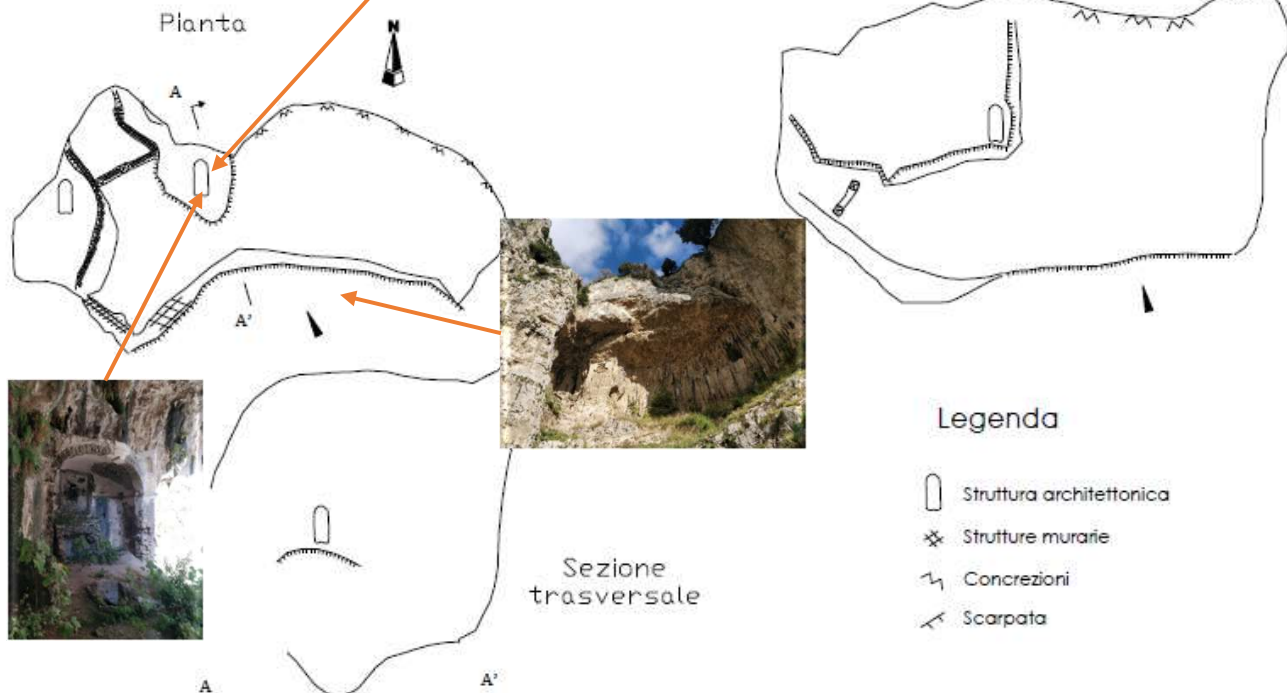 Pianta
N
A
A'
Legenda
Struttura architettonica
Strutture murarie
Concrezioni
Scarpata
Sezione
trasversale
A
A'